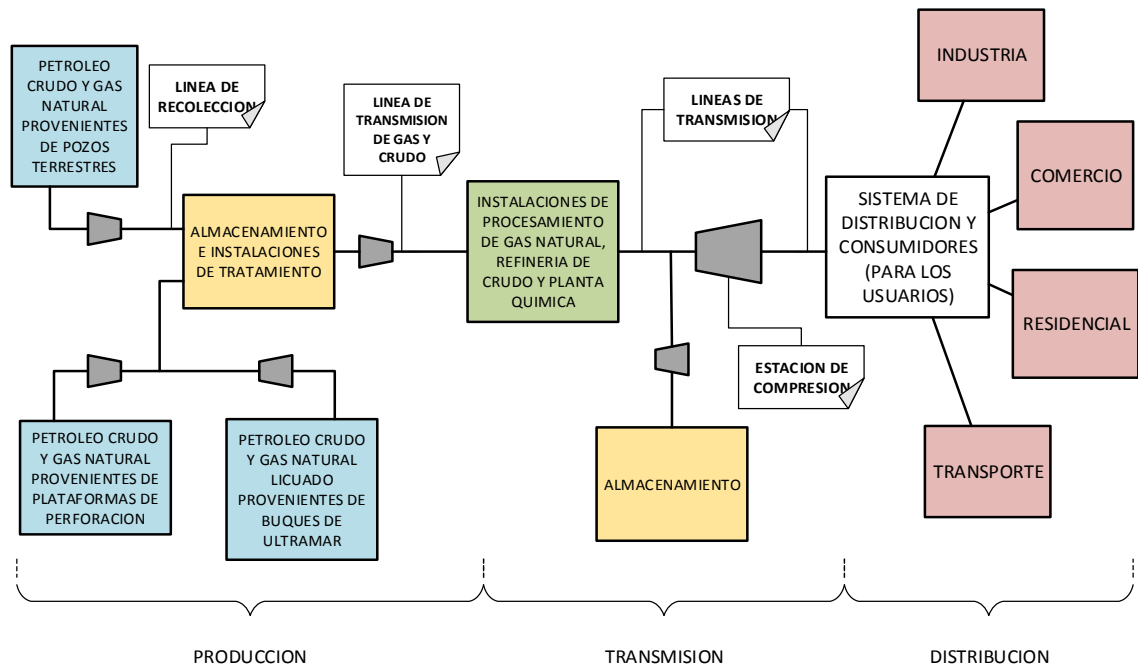 PETROLEO
CRUDO Y GAS
NATURAL
PROVENIENTES
DE POZOS
TERRESTRES
LINEA DE
RECOLECCION
LINEA DE
TRANSMISION
DE GAS Y
CRUDO
LINEAS DE
TRANSMISION
INDUSTRIA
COMERCIO
ALMACENAMIENTO
E INSTALACIONES
DE TRATAMIENTO
INSTALACIONES DE
PROCESAMIENTO
DE GAS NATURAL,
REFINERIA DE
CRUDO Y PLANTA
QUIMICA
SISTEMA DE
DISTRIBUCION Y
CONSUMIDORES
(PARA LOS
USUARIOS)
RESIDENCIAL
ESTACION DE
COMPRESION
PETROLEO CRUDO
Y GAS NATURAL
PROVENIENTES DE
PLATAFORMAS DE
PERFORACION
PETROLEO CRUDO
Y GAS NATURAL
LICUADO
PROVENIENTES DE
BUQUES DE
ULTRAMAR
ALMACENAMIENTO
TRANSPORTE
PRODUCCION
TRANSMISION
DISTRIBUCION